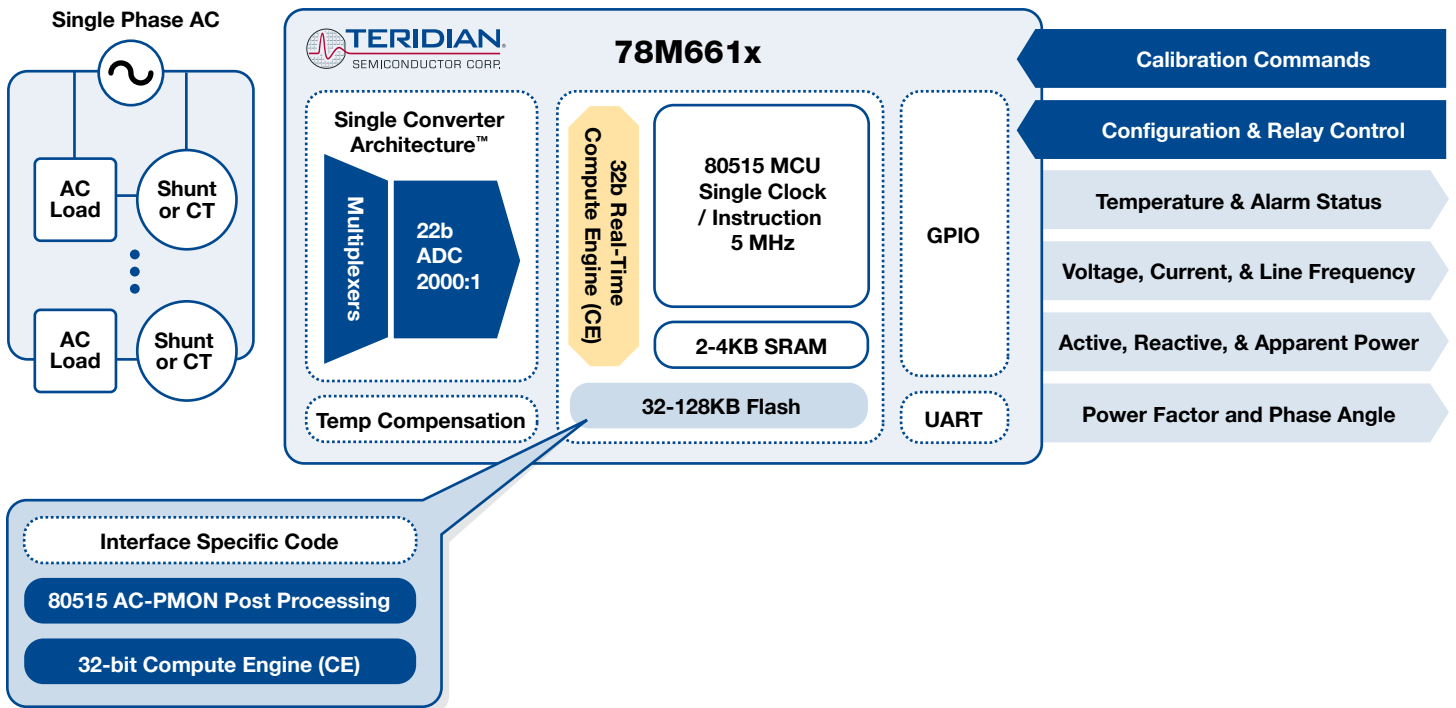 Single Phase AC
AC
Load
Shunt
or CT
AC
Load
Shunt
or CT
TERIDIAN®
SEMICONDUCTOR CORP.
78M661x
Single Converter
Architecture™
Multiplexers
22b
ADC
2000:1
Temp Compensation
32b Real-Time
Compute Engine (CE)
80515 MCU
Single Clock
/ Instruction
5 MHz
2-4KB SRAM
32-128KB Flash
GPIO
UART
Calibration Commands
Configuration & Relay Control
Temperature & Alarm Status
Voltage, Current, & Line Frequency
Active, Reactive, & Apparent Power
Power Factor and Phase Angle
Interface Specific Code
80515 AC-PMON Post Processing
32-bit Compute Engine (CE)